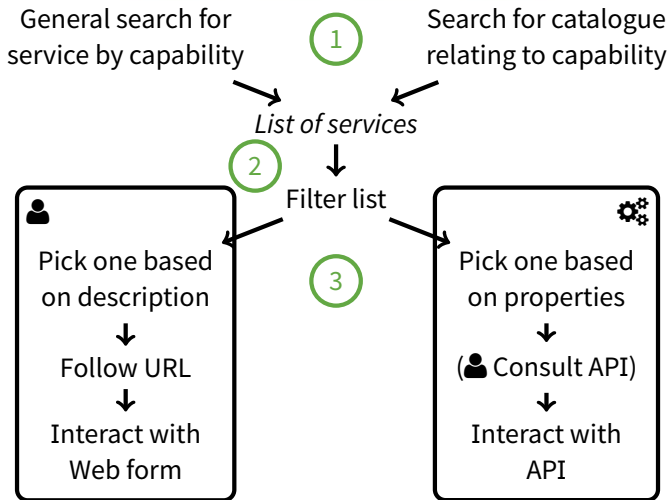 General search for
service by capability
1
Search for catalogue
relating to capability
List of services
2
Filter list
Pick one based
on description
Follow URL
Interact with
Web form
3
Pick one based
on properties
( Consult API)
Interact with
API